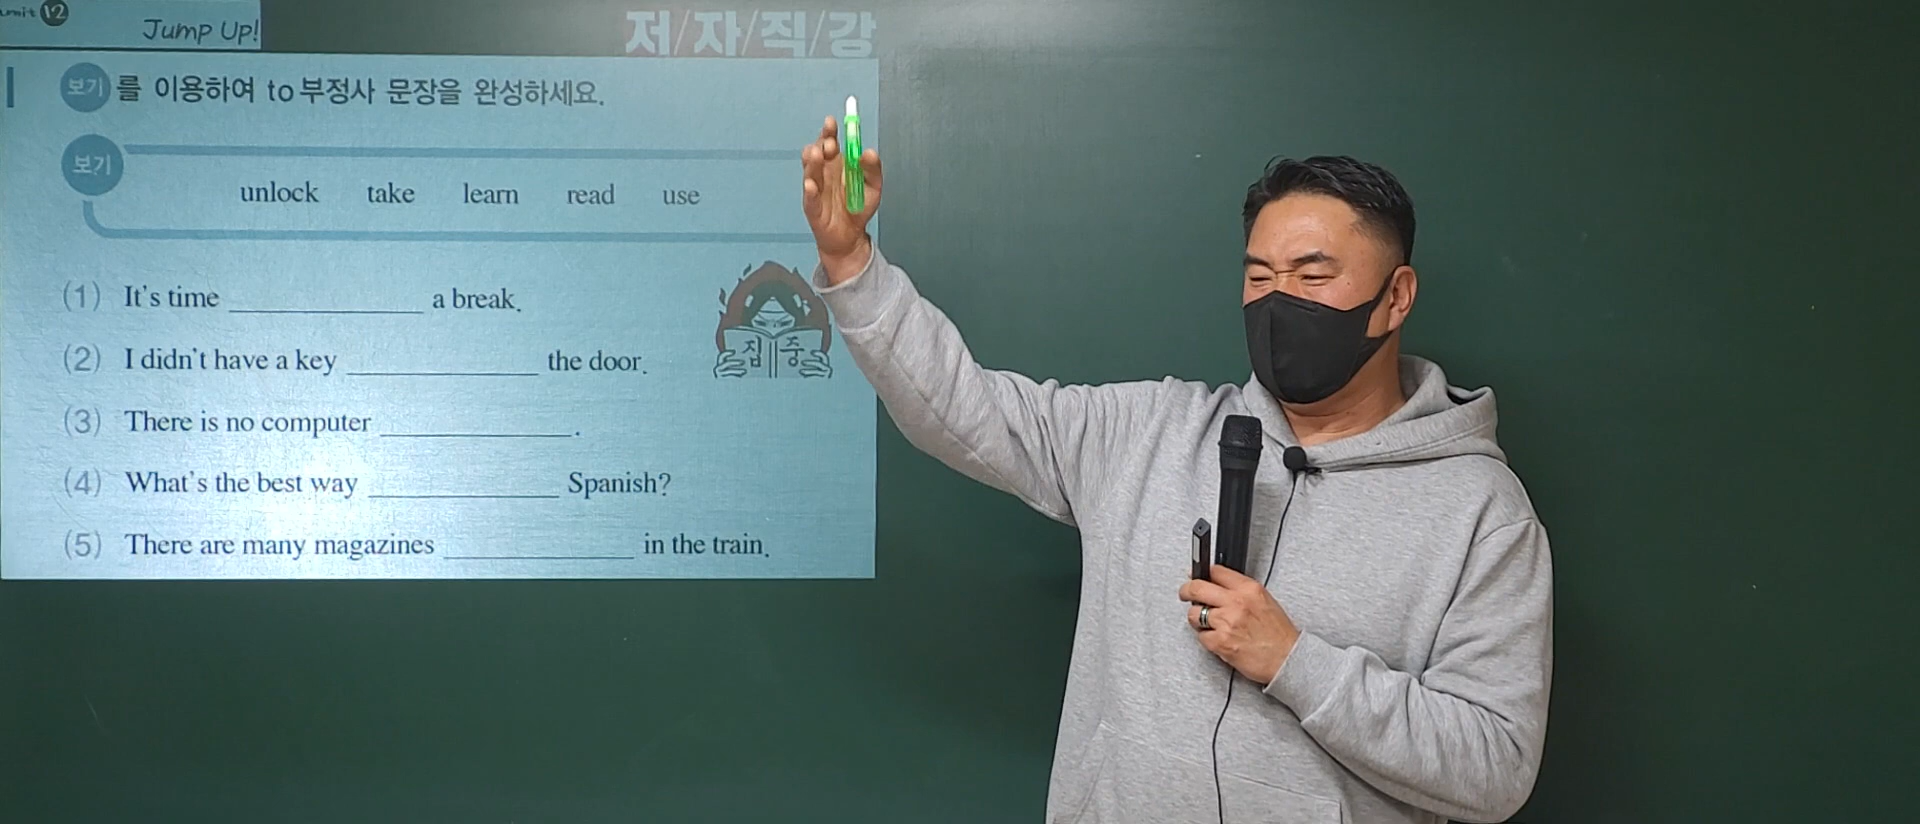 unit 12
Jump Up!
저/자/직/강
보기 를 이용하여 to부정사 문장을 완성하세요.
보기
unlock take learn read use
(1) It's time ____________ a break.
(2) I didn't have a key ____________ the door.
집중
(3) There is no computer ____________.
(4) What's the best way ____________ Spanish?
(5) There are many magazines ____________ in the train.